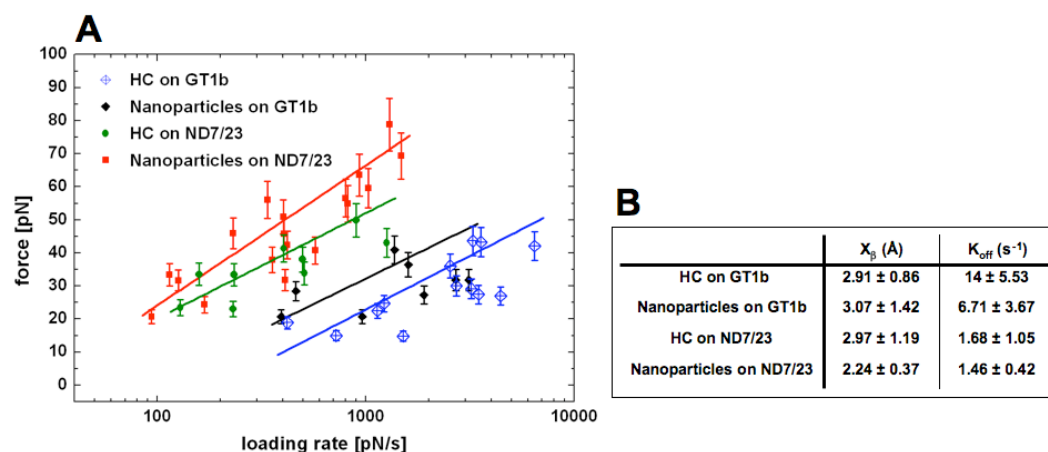 A
100
90
80
70
60
50
40
30
20
10
0
force [pN]
HC on GT1b
Nanoparticles on GT1b
HC on ND7/23
Nanoparticles on ND7/23
100
1000
10000
loading rate [pN/s]
B
Xβ (Å) Koff (s-1)
HC on GT1b 2.91 ± 0.86 14 ± 5.53
Nanoparticles on GT1b 3.07 ± 1.42 6.71 ± 3.67
HC on ND7/23 2.97 ± 1.19 1.68 ± 1.05
Nanoparticles on ND7/23 2.24 ± 0.37 1.46 ± 0.42